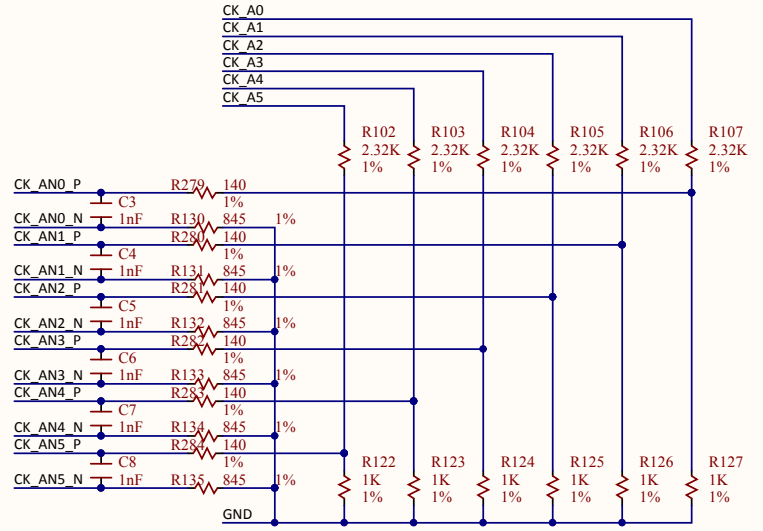 CK_A0
CK_A1
CK_A2
CK_A3
CK_A4
CK_A5
R102 R103 R104 R105 R106 R107
2.32K 2.32K 2.32K 2.32K 2.32K 2.32K
1% 1% 1% 1% 1% 1%
CK_AN0_P R279 140
C3 1%
CK_AN0_N 1nF R130 845 1%
CK_AN1_P R280 140
C4 1%
CK_AN1_N 1nF R131 845 1%
CK_AN2_P R281 140
C5 1%
CK_AN2_N 1nF R132 845 1%
CK_AN3_P R282 140
C6 1%
CK_AN3_N 1nF R133 845 1%
CK_AN4_P R283 140
C7 1%
CK_AN4_N 1nF R134 845 1%
CK_AN5_P R284 140
C8 1%
CK_AN5_N 1nF R135 845 1%
R122 R123 R124 R125 R126 R127
1K 1K 1K 1K 1K 1K
1% 1% 1% 1% 1% 1%
GND